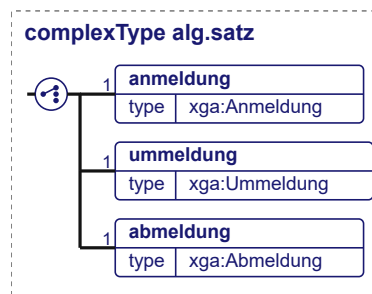 complexType alg.satz
1 anmeldung
type xga:Anmeldung
1 ummeldung
type xga:Ummeldung
1 abmeldung
type xga:Abmeldung